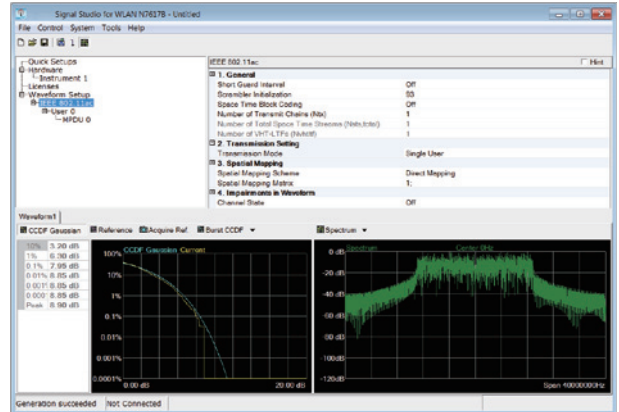 Signal Studio for WLAN N7617B - Untitled
File Control System Tools Help
Quick Setups
Hardware
Instrument 1
Licenses
Waveform Setup
IEEE 802.11ac
User 0
MPDU 0
IEEE 802.11ac
Hint
1. General
Short Guard Interval Off
Scrambler Initialization 93
Space Time Block Coding Off
Number of Transmit Chains (Ntx) 1
Number of Total Space Time Streams (Nsts,total) 1
Number of VHT-LTFs (Nvhtltf) 1
2. Transmission Setting
Transmission Mode Single User
3. Spatial Mapping
Spatial Mapping Scheme Direct Mapping
Spatial Mapping Matrix 1;
4. Impairments in Waveform
Channel State Off
Waveform1
CCDF Gaussian Reference Acquire Ref. Burst CCDF Spectrum
10% 3.20 dB
1% 6.30 dB
0.1% 7.95 dB
0.01% 8.85 dB
0.001% 8.85 dB
0.000 8.85 dB
Peak 8.90 dB
CCDF Gaussian Current
100%
10%
1%
0.1%
0.01%
0.001%
0.0001%
0.00 dB 20.00 dB
Spectrum Center 0Hz
0 dB
-20 dB
-40 dB
-60 dB
-80 dB
-100dB
-120dB
Span 40000000Hz
Generation succeeded Not Connected